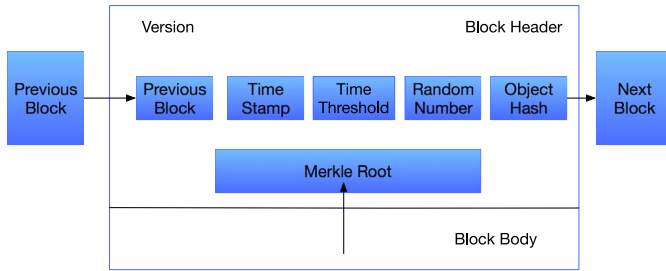 Version
Block Header
Previous
Block
Previous
Block
Time
Stamp
Time
Threshold
Random
Number
Object
Hash
Next
Block
Merkle Root
Block Body